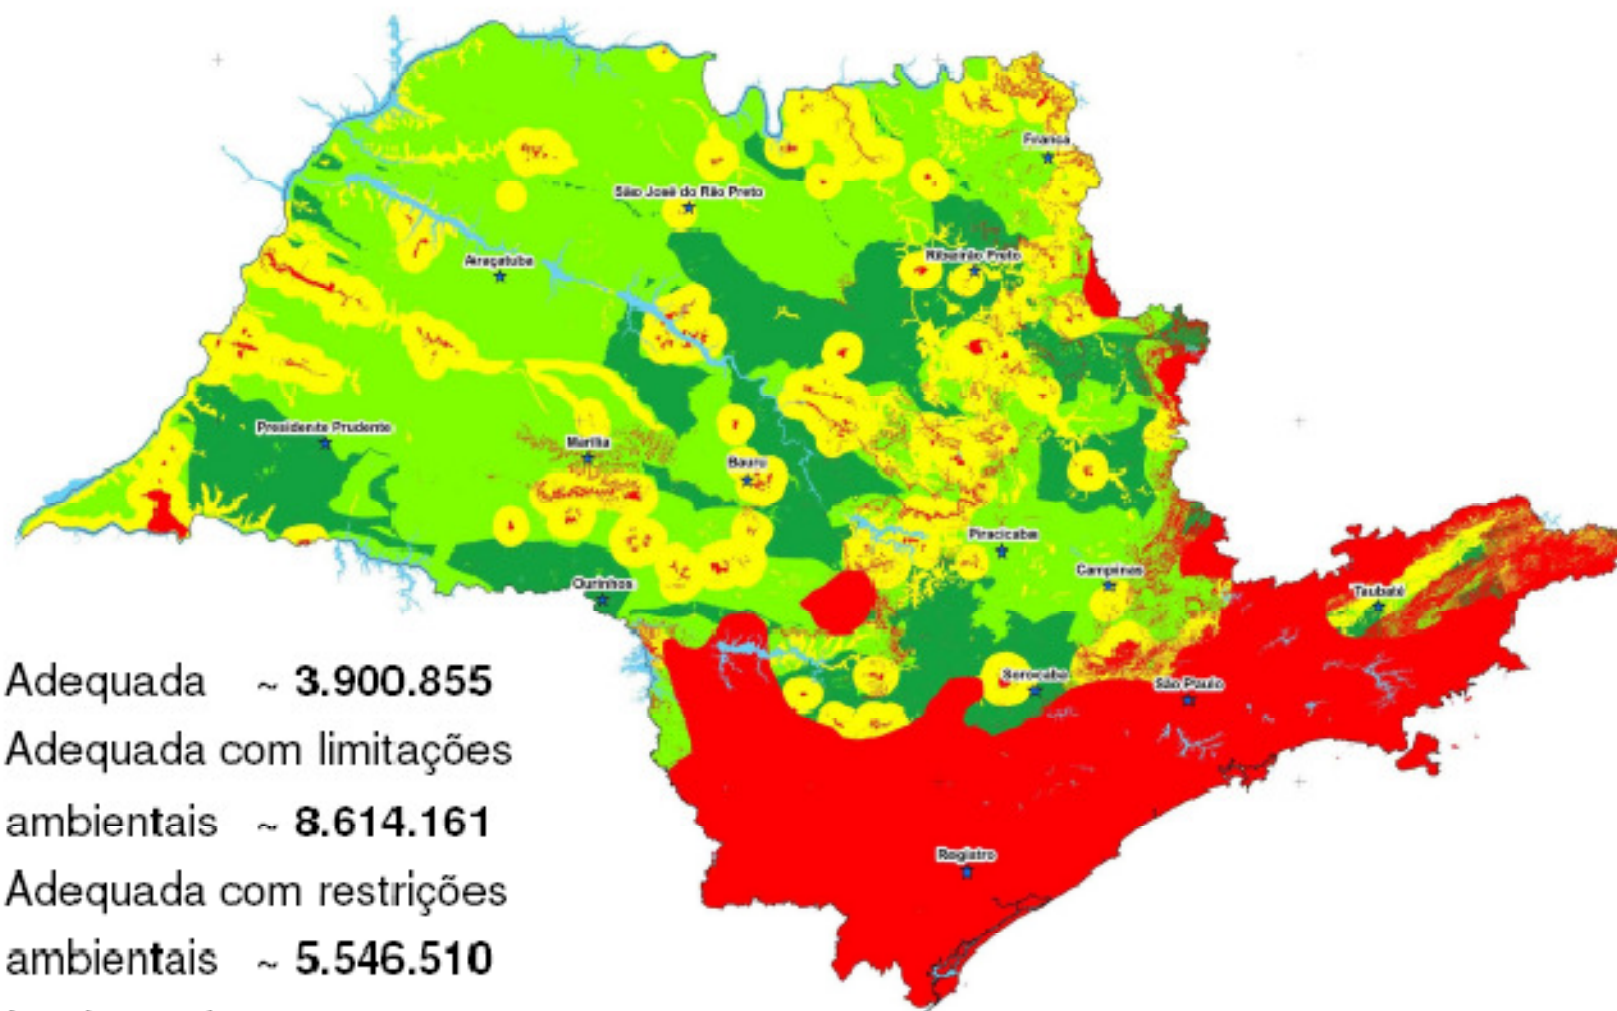 Franca
São José do Rio Preto
Araçatuba
Ribeirão Preto
Presidente Prudente
Marília
Bauru
Piracicaba
Campinas
Ourinhos
Taubaté
Sorocaba
São Paulo
Registro
Adequada ~ 3.900.855
Adequada com limitações
ambientais ~ 8.614.161
Adequada com restrições
ambientais ~ 5.546.510